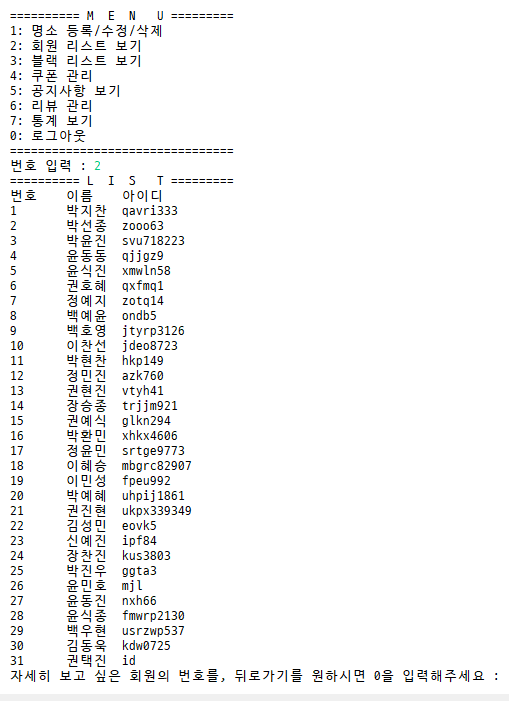 ========== M E N U =========
1: 명소 등록/수정/삭제
2: 회원 리스트 보기
3: 블랙 리스트 보기
4: 쿠폰 관리
5: 공지사항 보기
6: 리뷰 관리
7: 통계 보기
0: 로그아웃
================================
번호 입력 : 2
========== L I S T =========
번호 이름 아이디
1 박지찬 qavri333
2 박선종 zooo63
3 박윤진 svu718223
4 윤동동 qjjgz9
5 윤식진 xmwln58
6 권호혜 qxfmq1
7 정예지 zotq14
8 백예윤 ondb5
9 백호영 jtyrp3126
10 이찬선 jdeo8723
11 박현찬 hkp149
12 정민진 azk760
13 권현진 vtyh41
14 장승종 trjjm921
15 권예식 glkn294
16 박환민 xhkx4606
17 정윤민 srtge9773
18 이혜승 mbgrc82907
19 이민성 fpeu992
20 박예혜 uhpij1861
21 권진현 ukpx339349
22 김성민 eovk5
23 신예진 ipf84
24 장찬진 kus3803
25 박진우 ggta3
26 윤민호 mjl
27 윤동진 nxh66
28 윤식종 fmwrp2130
29 백우현 usrzwp537
30 김동욱 kdw0725
31 권택진 id
자세히 보고 싶은 회원의 번호를, 뒤로가기를 원하시면 0을 입력해주세요 :